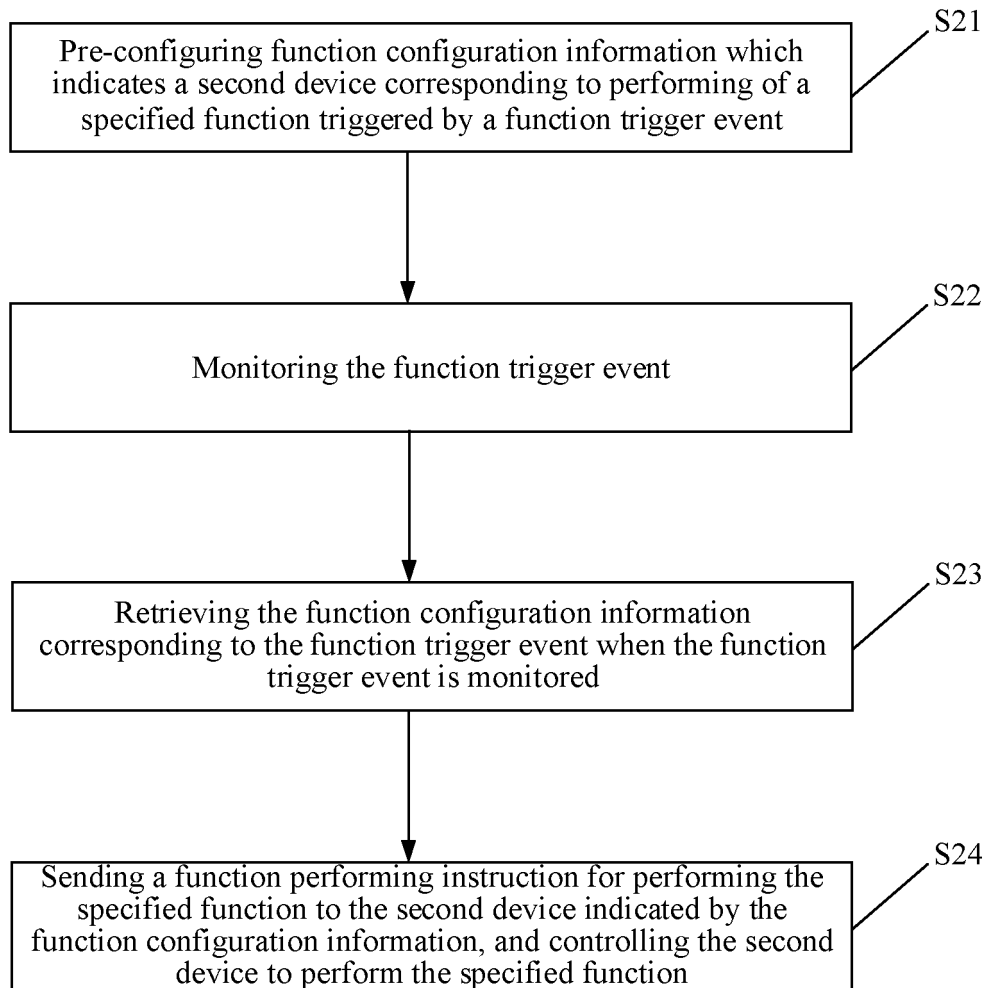 S21
Pre-configuring function configuration information which
indicates a second device corresponding to performing of a
specified function triggered by a function trigger event
S22
Monitoring the function trigger event
S23
Retrieving the function configuration information
corresponding to the function trigger event when the function
trigger event is monitored
S24
Sending a function performing instruction for performing the
specified function to the second device indicated by the
function configuration information, and controlling the second
device to perform the specified function